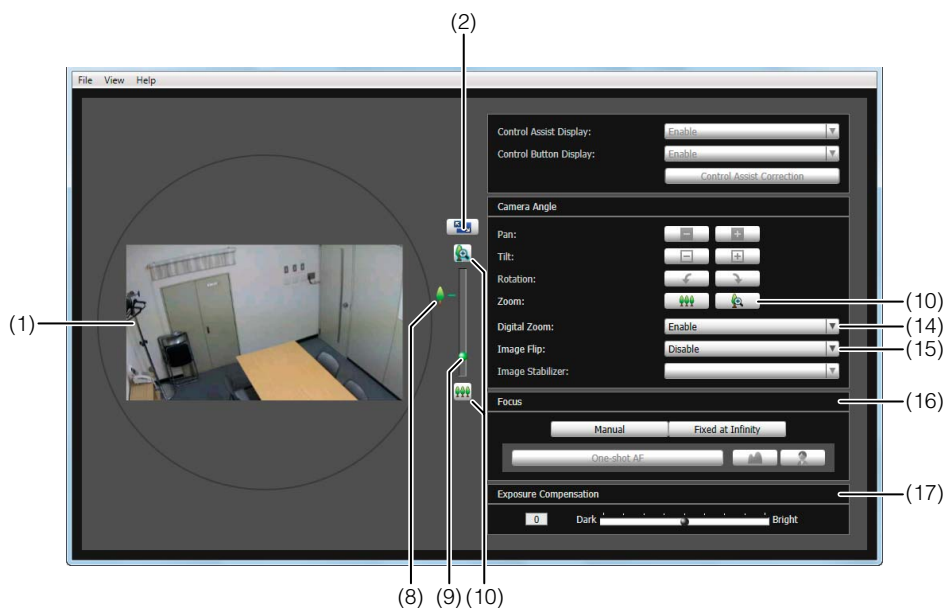 (2)
File View Help
Control Assist Display: Enable
Control Button Display: Enable
Control Assist Correction
Camera Angle
Pan:
Tilt:
Rotation:
(1)
Zoom:
(10)
Digital Zoom: Enable
(14)
Image Flip: Disable
(15)
Image Stabilizer:
Focus
(16)
Manual Fixed at Infinity
One-shot AF
Exposure Compensation
(17)
0 Dark Bright
(8) (9) (10)